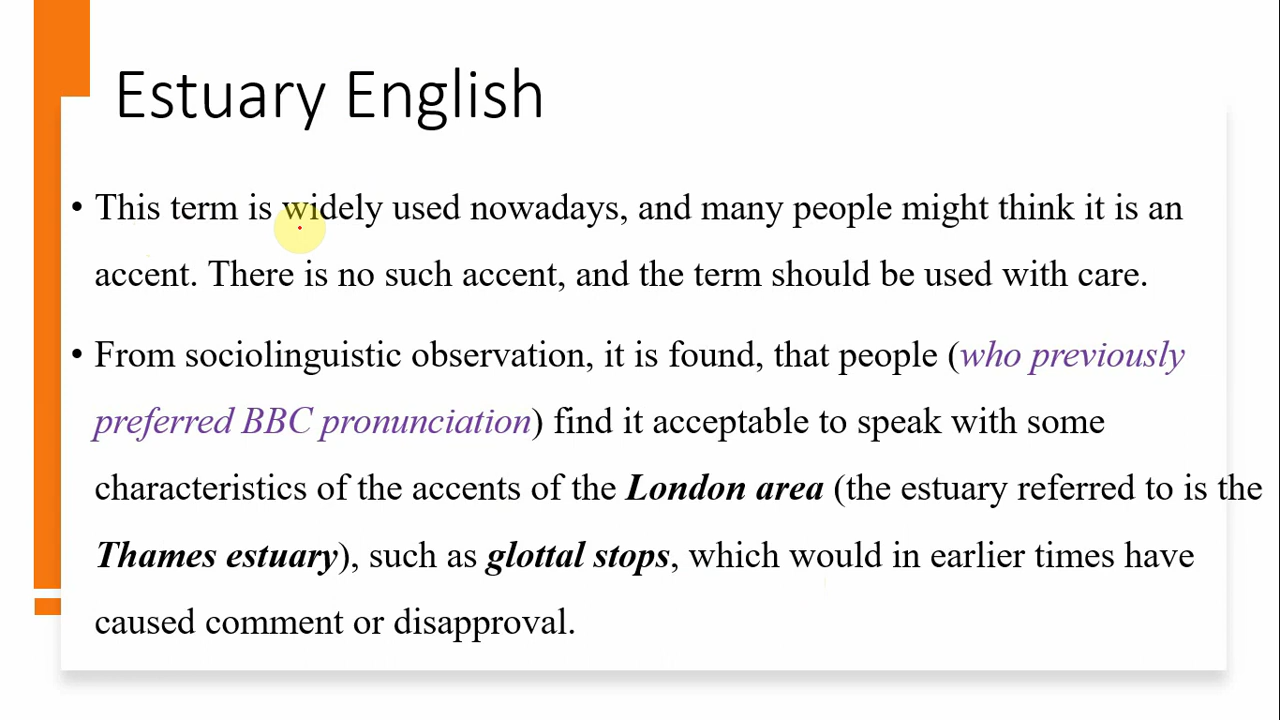 Estuary English
• This term is widely used nowadays, and many people might think it is an
accent. There is no such accent, and the term should be used with care.
• From sociolinguistic observation, it is found, that people (who previously
preferred BBC pronunciation) find it acceptable to speak with some
characteristics of the accents of the London area (the estuary referred to is the
Thames estuary), such as glottal stops, which would in earlier times have
caused comment or disapproval.